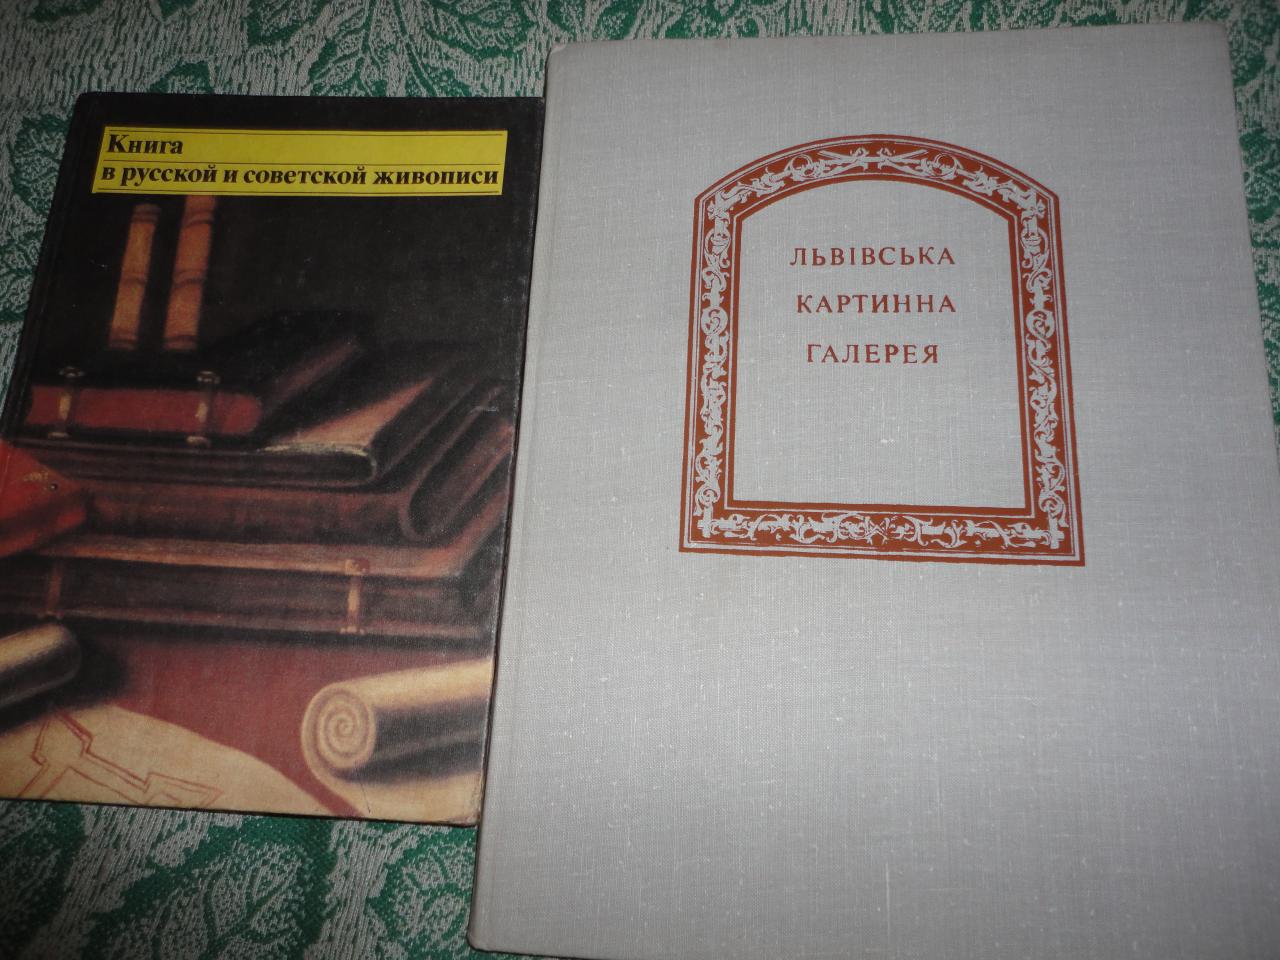 Книга
в русской и советской живописи
ЛЬВІВСЬКА
КАРТИННА
ГАЛЕРЕЯ